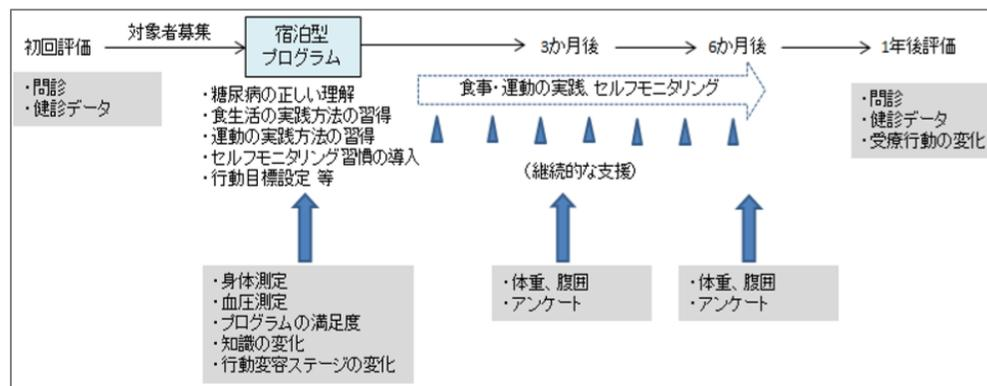 初回評価
対象者募集
宿泊型
プログラム
3か月後
6か月後
1年後評価
・問診
・健診データ
・糖尿病の正しい理解
・食生活の実践方法の習得
・運動の実践方法の習得
・セルフモニタリング習慣の導入
・行動目標設定 等
食事・運動の実践、セルフモニタリング
(継続的な支援)
・問診
・健診データ
・受療行動の変化
・身体測定
・血圧測定
・プログラムの満足度
・知識の変化
・行動変容ステージの変化
・体重、腹囲
・アンケート
・体重、腹囲
・アンケート